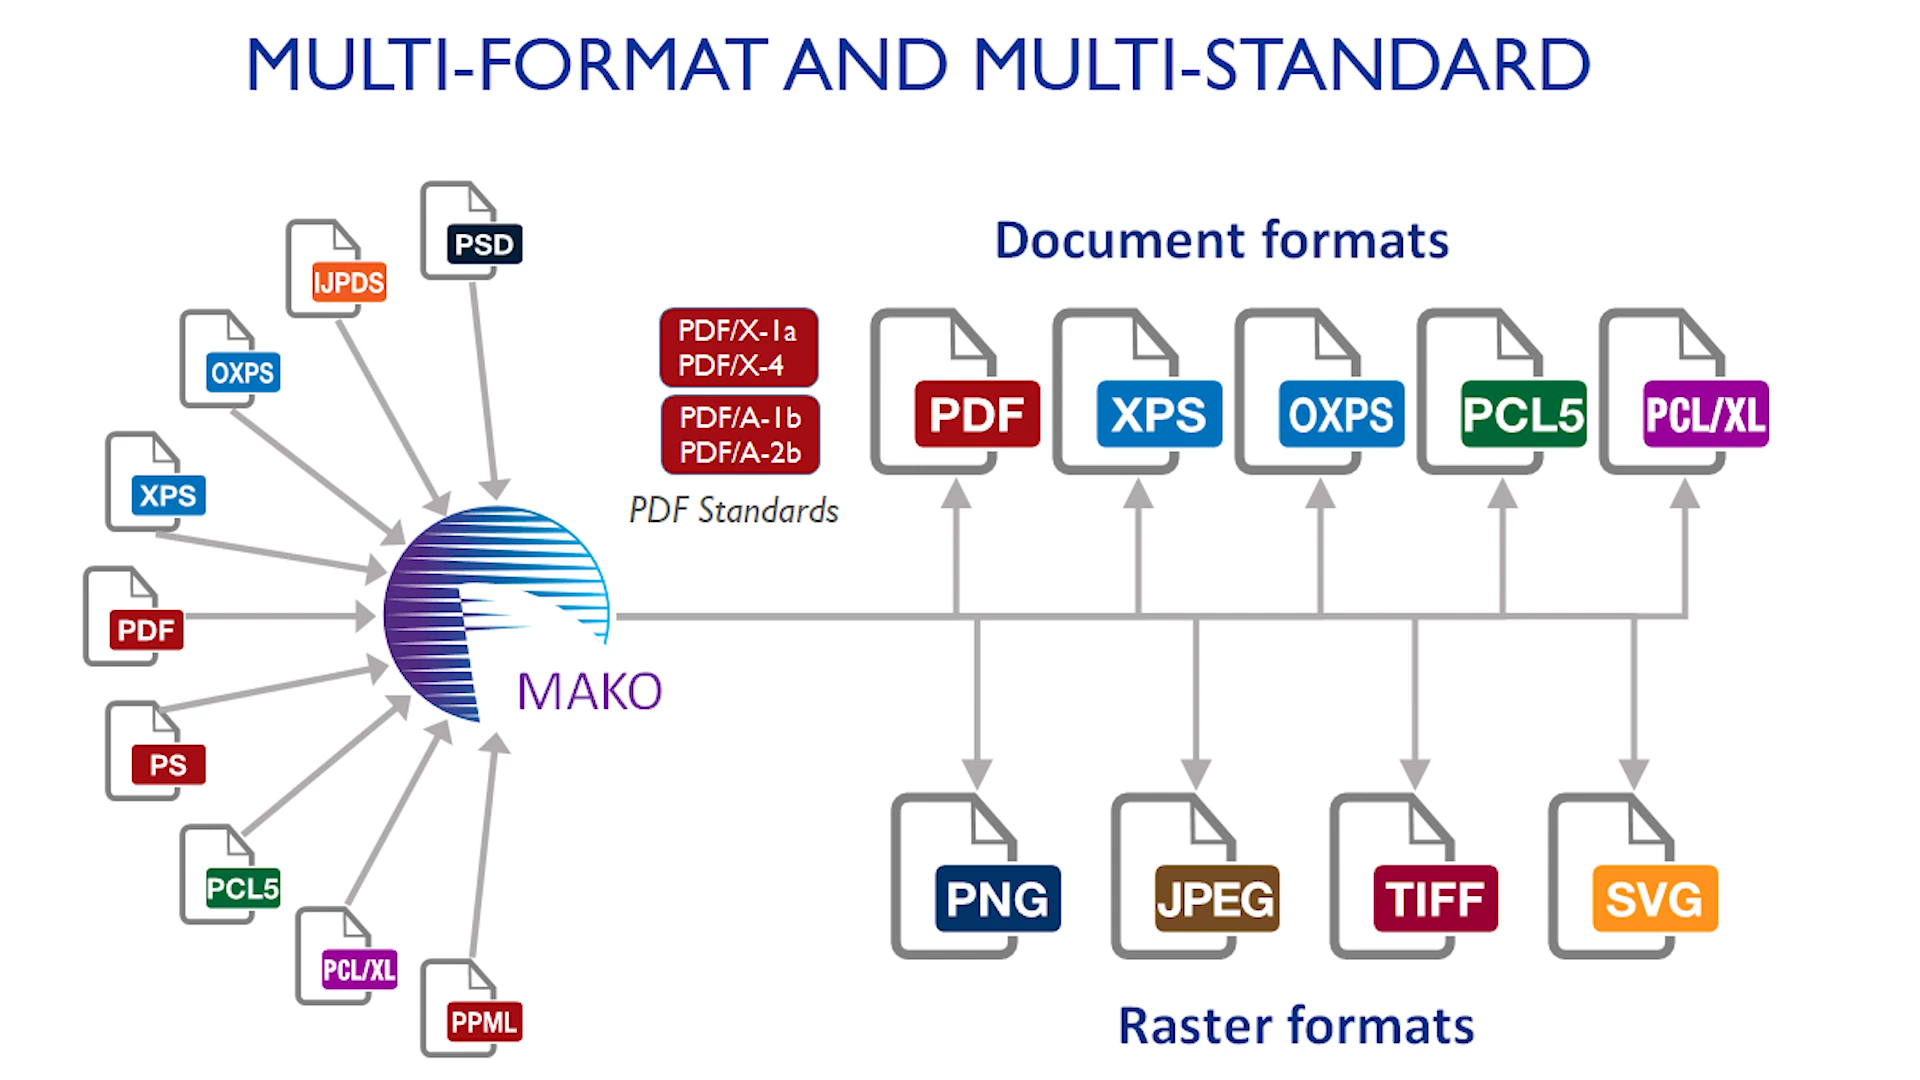 MULTI-FORMAT AND MULTI-STANDARD
PSD
IJPDS
OXPS
XPS
PDF
PS
PCL5
PCL/XL
PPML
MAKO
PDF/X-1a
PDF/X-4
PDF/A-1b
PDF/A-2b
PDF Standards
Document formats
PDF
XPS
OXPS
PCL5
PCL/XL
PNG
JPEG
TIFF
SVG
Raster formats